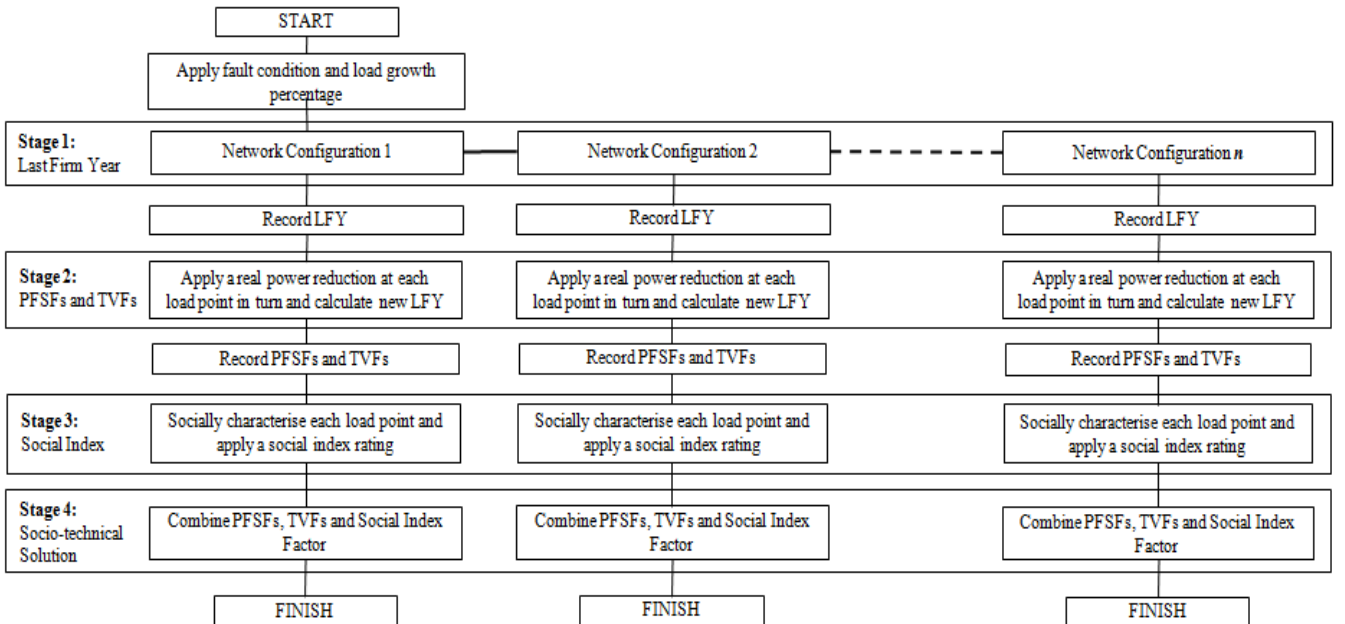 START
Apply fault condition and load growth
percentage
Stage 1:
Last Firm Year
Network Configuration 1
Network Configuration 2
Network Configuration n
Record LFY
Record LFY
Record LFY
Stage 2:
PFSFs and TVFs
Apply a real power reduction at each
load point in turn and calculate new LFY
Apply a real power reduction at each
load point in turn and calculate new LFY
Apply a real power reduction at each
load point in turn and calculate new LFY
Record PFSFs and TVFs
Record PFSFs and TVFs
Record PFSFs and TVFs
Stage 3:
Social Index
Socially characterise each load point and
apply a social index rating
Socially characterise each load point and
apply a social index rating
Socially characterise each load point and
apply a social index rating
Stage 4:
Socio-technical
Solution
Combine PFSFs, TVFs and Social Index
Factor
Combine PFSFs, TVFs and Social Index
Factor
Combine PFSFs, TVFs and Social Index
Factor
FINISH
FINISH
FINISH